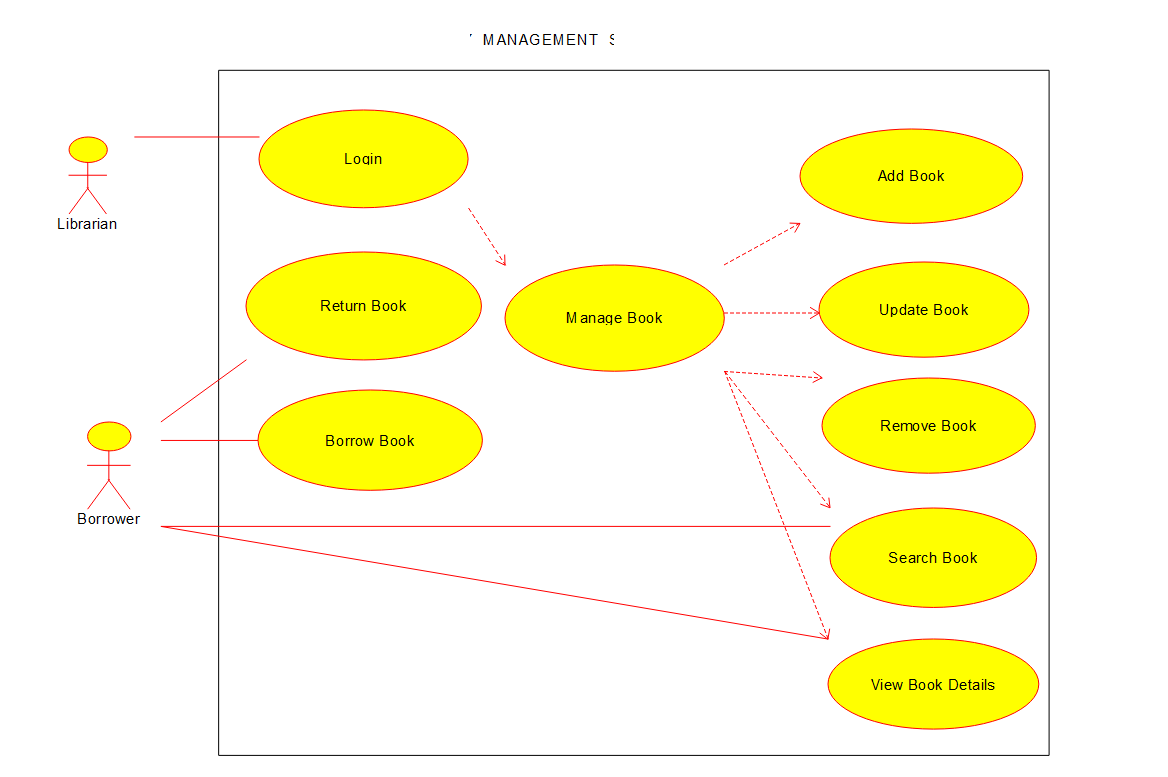 MANAGEMENT
Login
Add Book
Librarian
Return Book
Manage Book
Update Book
Borrow Book
Remove Book
Borrower
Search Book
View Book Details